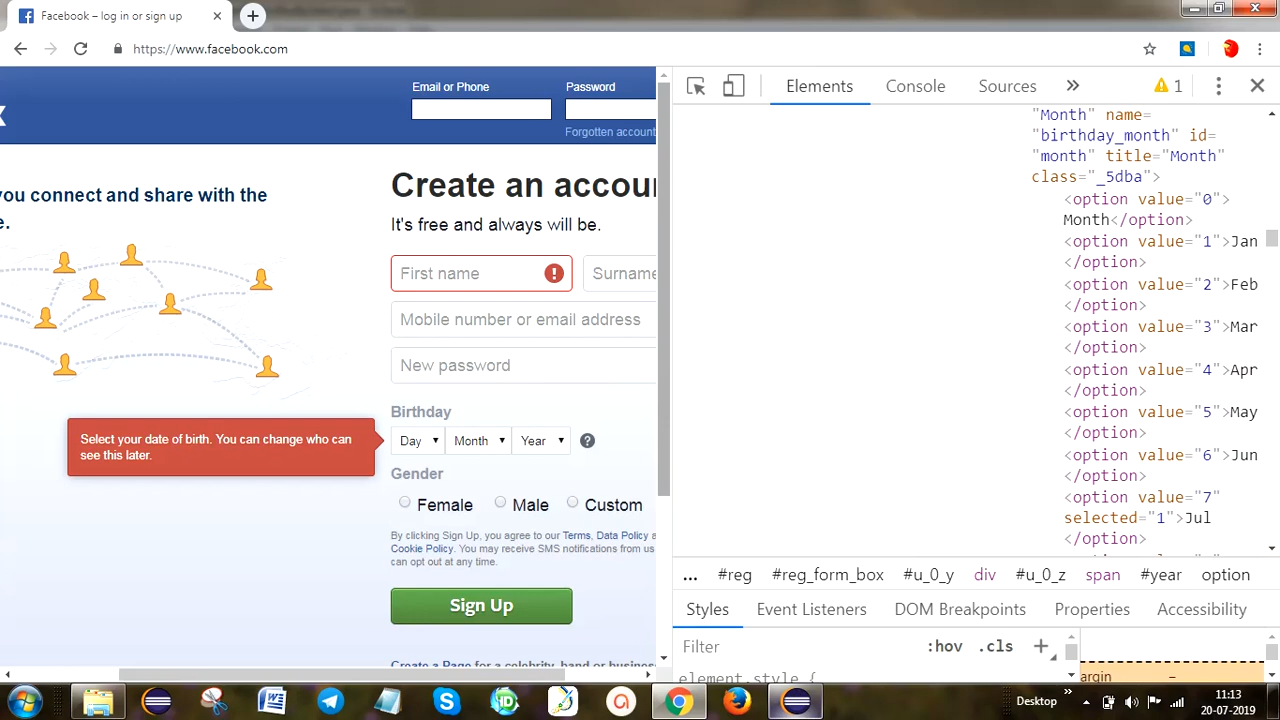 Facebook – log in or sign up
https://www.facebook.com
Email or Phone
Password
Forgotten account
you connect and share with the
e.
Create an accou
It's free and always will be.
First name
Surname
Mobile number or email address
New password
Birthday
Select your date of birth. You can change who can
see this later.
Day
Month
Year
Gender
Female
Male
Custom
By clicking Sign Up, you agree to our Terms, Data Policy a
Cookie Policy. You may receive SMS notifications from us
can opt out at any time.
Sign Up
Create a Page for a celebrity, band or business
Elements
Console
Sources
1
"Month" name=
"birthday_month" id=
"month" title="Month"
class="_5dba">
<option value="0">
Month</option>
<option value="1">Jan
</option>
<option value="2">Feb
</option>
<option value="3">Mar
</option>
<option value="4">Apr
</option>
<option value="5">May
</option>
<option value="6">Jun
</option>
<option value="7"
selected="1">Jul
</option>
... #reg #reg_form_box #u_0_y div #u_0_z span #year option
Styles Event Listeners DOM Breakpoints Properties Accessibility
Filter
:hov .cls +
element.style {
margin
–
Desktop
11:13
20-07-2019